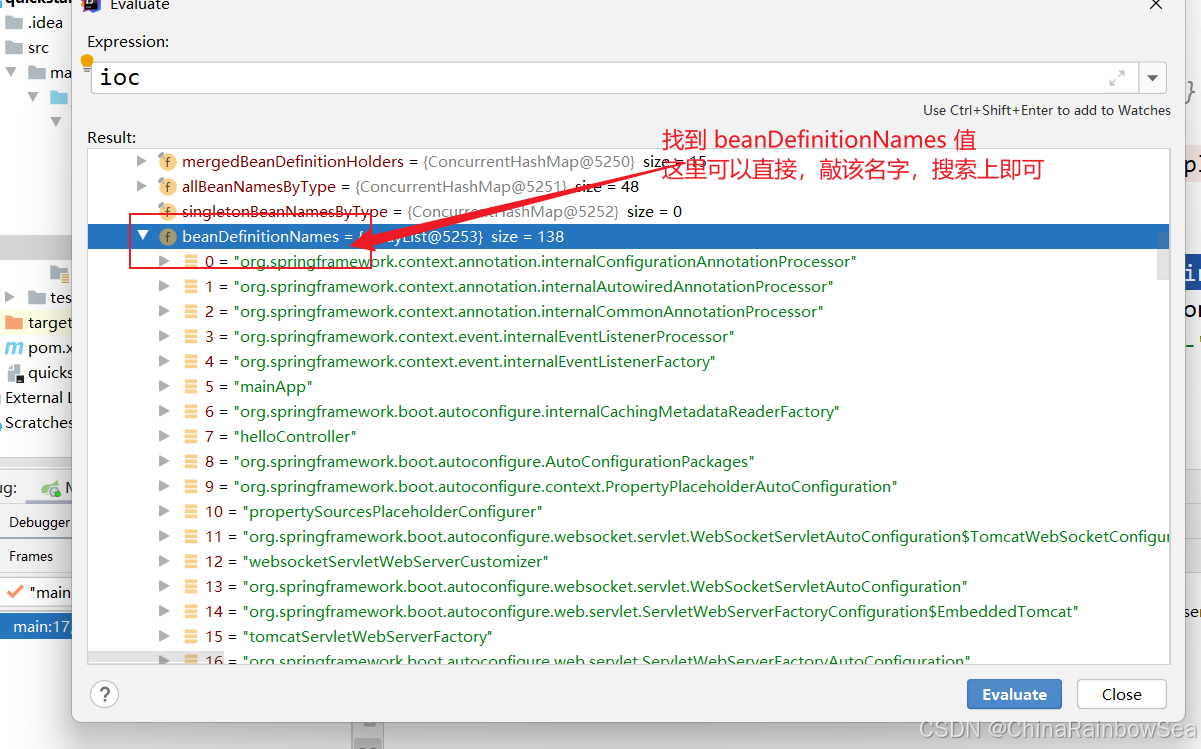 quickstar
.idea
src
ma
tes
target
pom.x
quicks
External L
Scratches
ug:
Debugger
Frames
"main
main:17,
Evaluate
Expression:
ioc
Use Ctrl+Shift+Enter to add to Watches
Result:
找到 beanDefinitionNames 值
这里可以直接，敲该名字，搜索上即可
mergedBeanDefinitionHolders = {ConcurrentHashMap@5250} size = 15
allBeanNamesByType = {ConcurrentHashMap@5251} size = 48
singletonBeanNamesByType = {ConcurrentHashMap@5252} size = 0
beanDefinitionNames = {ArrayList@5253} size = 138
0 = "org.springframework.context.annotation.internalConfigurationAnnotationProcessor"
1 = "org.springframework.context.annotation.internalAutowiredAnnotationProcessor"
2 = "org.springframework.context.annotation.internalCommonAnnotationProcessor"
3 = "org.springframework.context.event.internalEventListenerProcessor"
4 = "org.springframework.context.event.internalEventListenerFactory"
5 = "mainApp"
6 = "org.springframework.boot.autoconfigure.internalCachingMetadataReaderFactory"
7 = "helloController"
8 = "org.springframework.boot.autoconfigure.AutoConfigurationPackages"
9 = "org.springframework.boot.autoconfigure.context.PropertyPlaceholderAutoConfiguration"
10 = "propertySourcesPlaceholderConfigurer"
11 = "org.springframework.boot.autoconfigure.websocket.servlet.WebSocketServletAutoConfiguration$TomcatWebSocketConfigu
12 = "websocketServletWebServerCustomizer"
13 = "org.springframework.boot.autoconfigure.websocket.servlet.WebSocketServletAutoConfiguration"
14 = "org.springframework.boot.autoconfigure.web.servlet.ServletWebServerFactoryConfiguration$EmbeddedTomcat"
15 = "tomcatServletWebServerFactory"
16 = "org.springframework.boot.autoconfigure.web.servlet.ServletWebServerFactoryAutoConfiguration"
?
Evaluate
Close
CSDN @ChinaRainbowSea